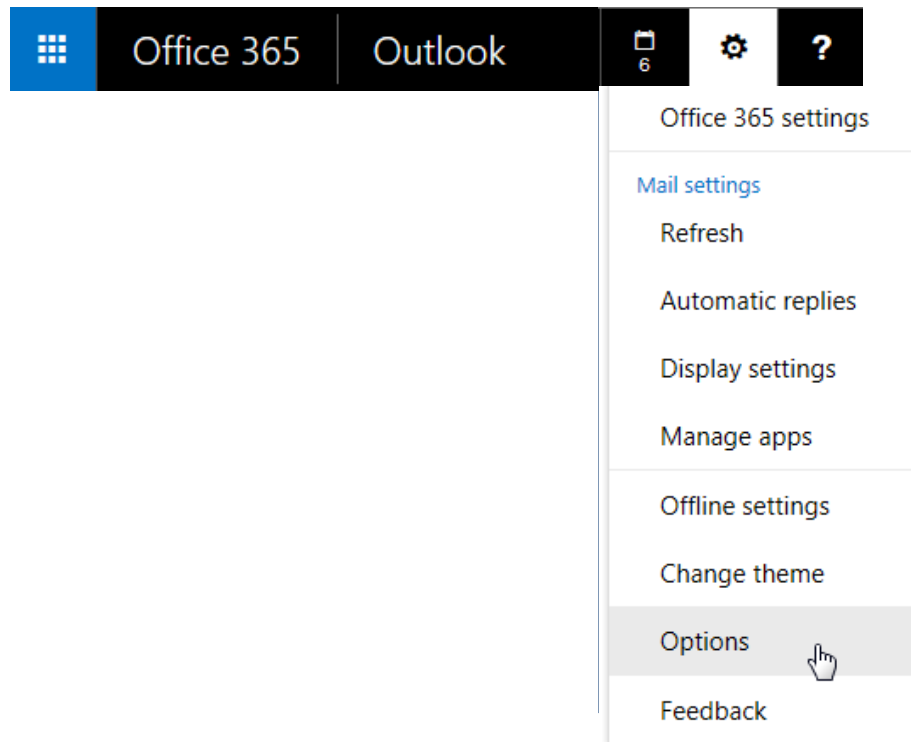 Office 365 Outlook 6 ?
Office 365 settings
Mail settings
Refresh
Automatic replies
Display settings
Manage apps
Offline settings
Change theme
Options
Feedback